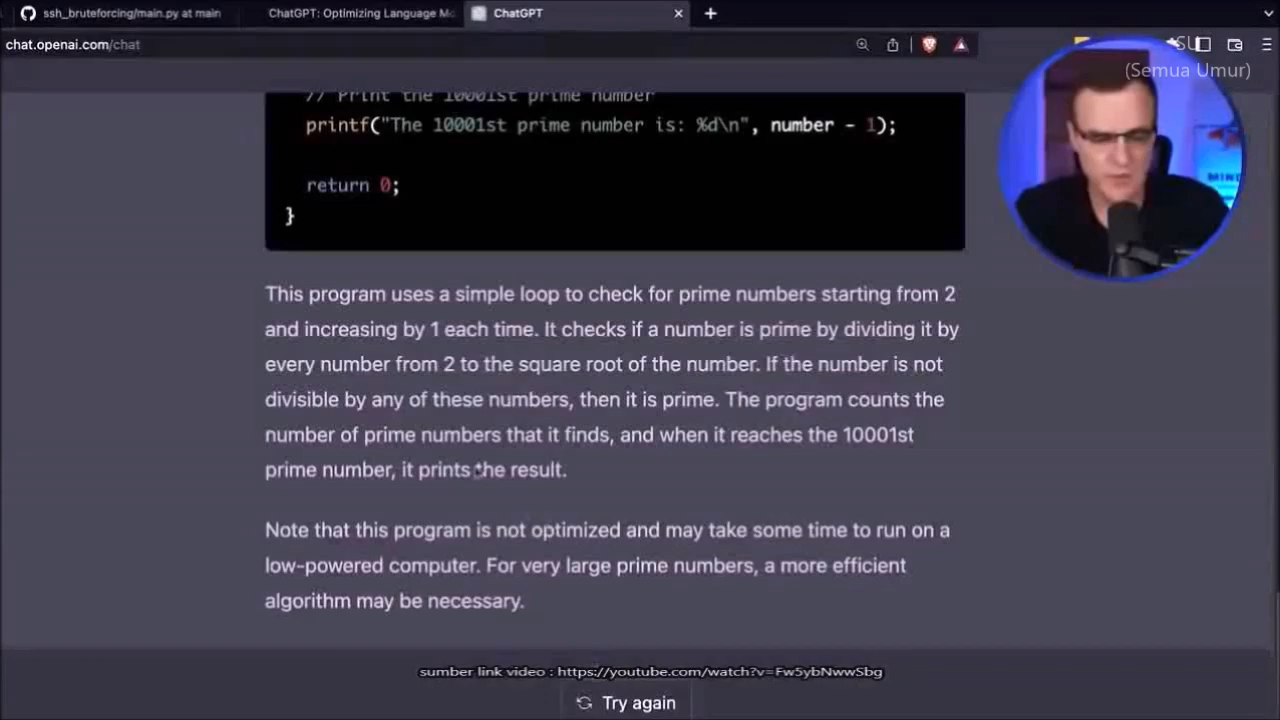 ssh_bruteforcing/main.py at main
ChatGPT: Optimizing Language Mo
ChatGPT
chat.openai.com/chat
SU
(Semua Umur)
// Print the 10001st prime number
printf("The 10001st prime number is: %d\n", number - 1);
return 0;
}
MIND
This program uses a simple loop to check for prime numbers starting from 2
and increasing by 1 each time. It checks if a number is prime by dividing it by
every number from 2 to the square root of the number. If the number is not
divisible by any of these numbers, then it is prime. The program counts the
number of prime numbers that it finds, and when it reaches the 10001st
prime number, it prints the result.
Note that this program is not optimized and may take some time to run on a
low-powered computer. For very large prime numbers, a more efficient
algorithm may be necessary.
sumber link video : https://youtube.com/watch?v=Fw5ybNwwSbg
Try again